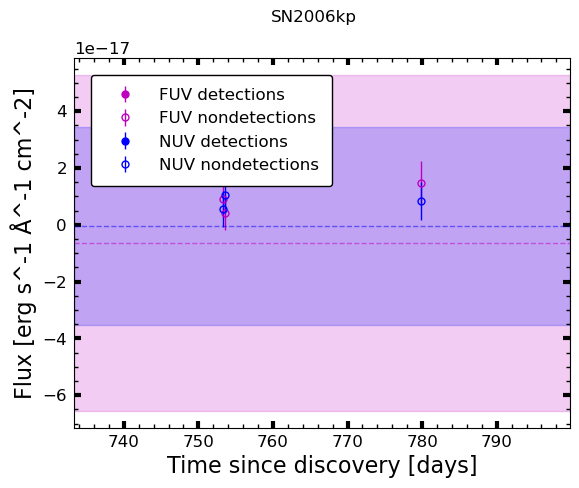 SN2006kp
1e−17
FUV detections
FUV nondetections
NUV detections
NUV nondetections
4
2
0
−2
−4
−6
Flux [erg s^-1 Å^-1 cm^-2]
740
750
760
770
780
790
Time since discovery [days]